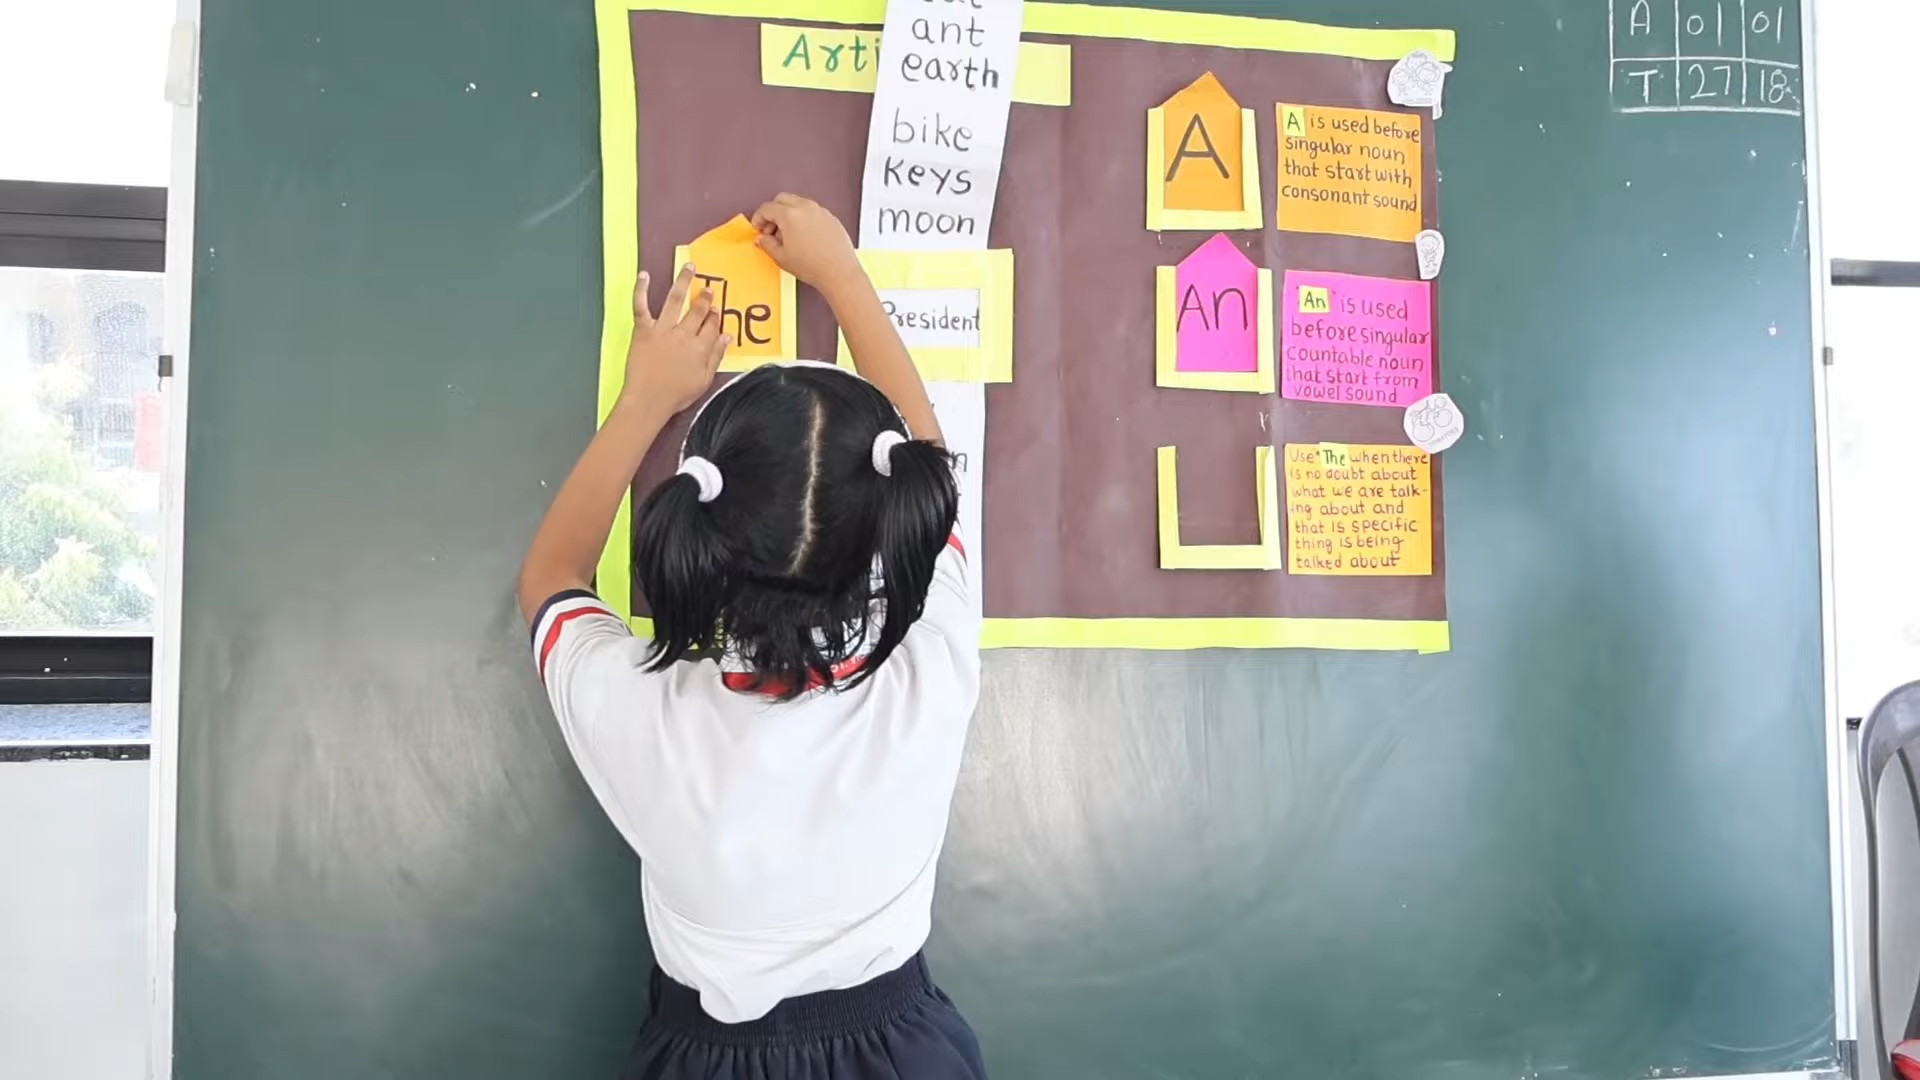 Arti
ant
earth
bike
keys
moon
The
President
A
A is used before
singular noun
that start with
consonant sound
An
"An" is used
before singular
countable noun
that start from
vowel sound
Use "The when there
is no doubt about
what we are talk-
ing about and
that is specific
thing is being
talked about
A 01 01
T 27 18